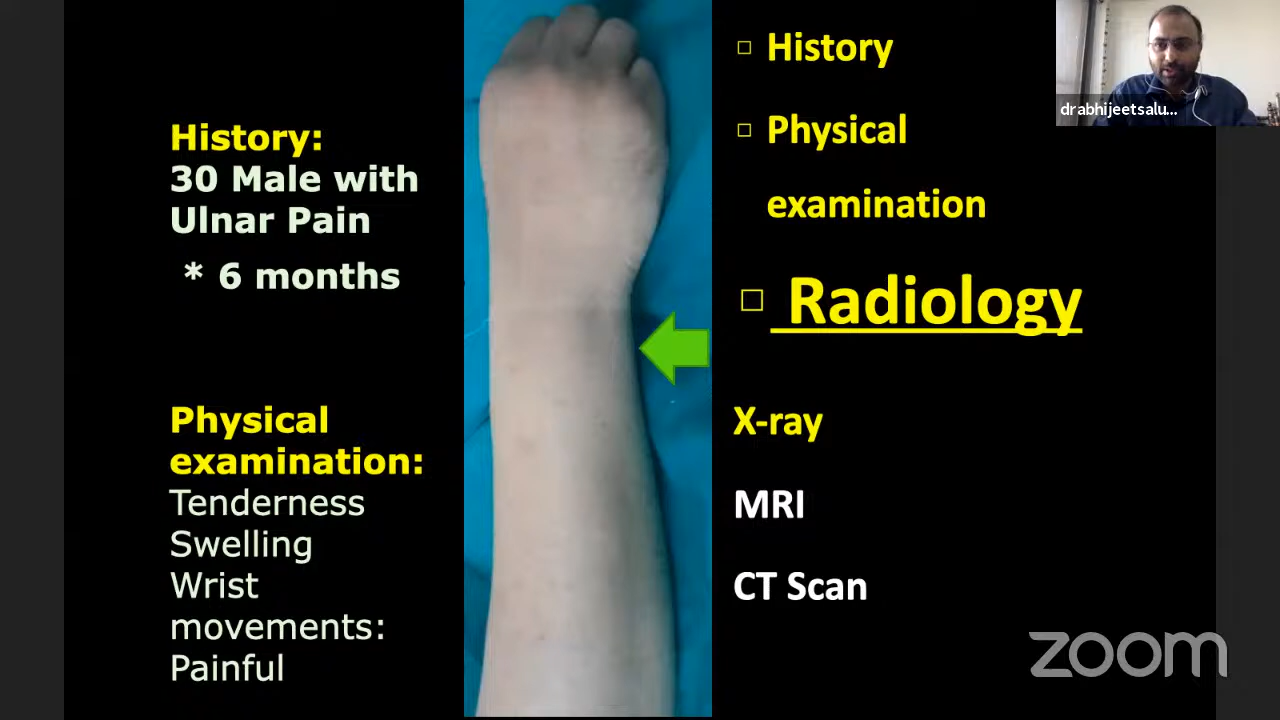 History:
30 Male with
Ulnar Pain
* 6 months
Physical
examination:
Tenderness
Swelling
Wrist
movements:
Painful
History
Physical
examination
Radiology
X-ray
MRI
CT Scan
drabhijeetsalu...
zoom